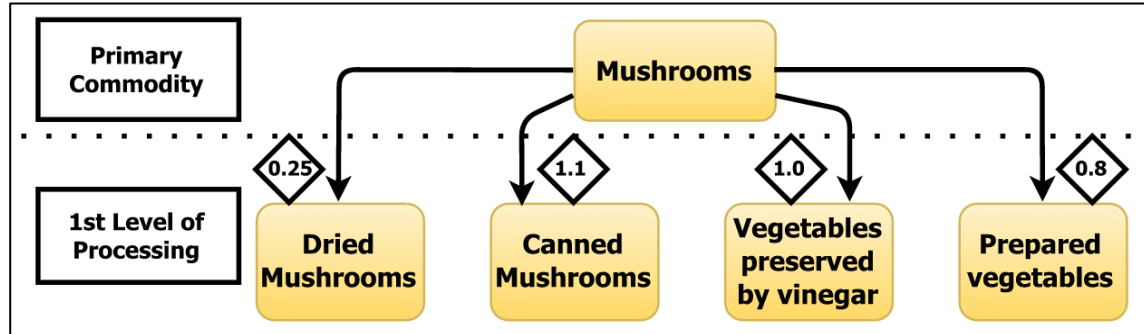 Primary
Commodity
Mushrooms
0.25
1.1
1.0
0.8
1st Level of
Processing
Dried
Mushrooms
Canned
Mushrooms
Vegetables
preserved
by vinegar
Prepared
vegetables